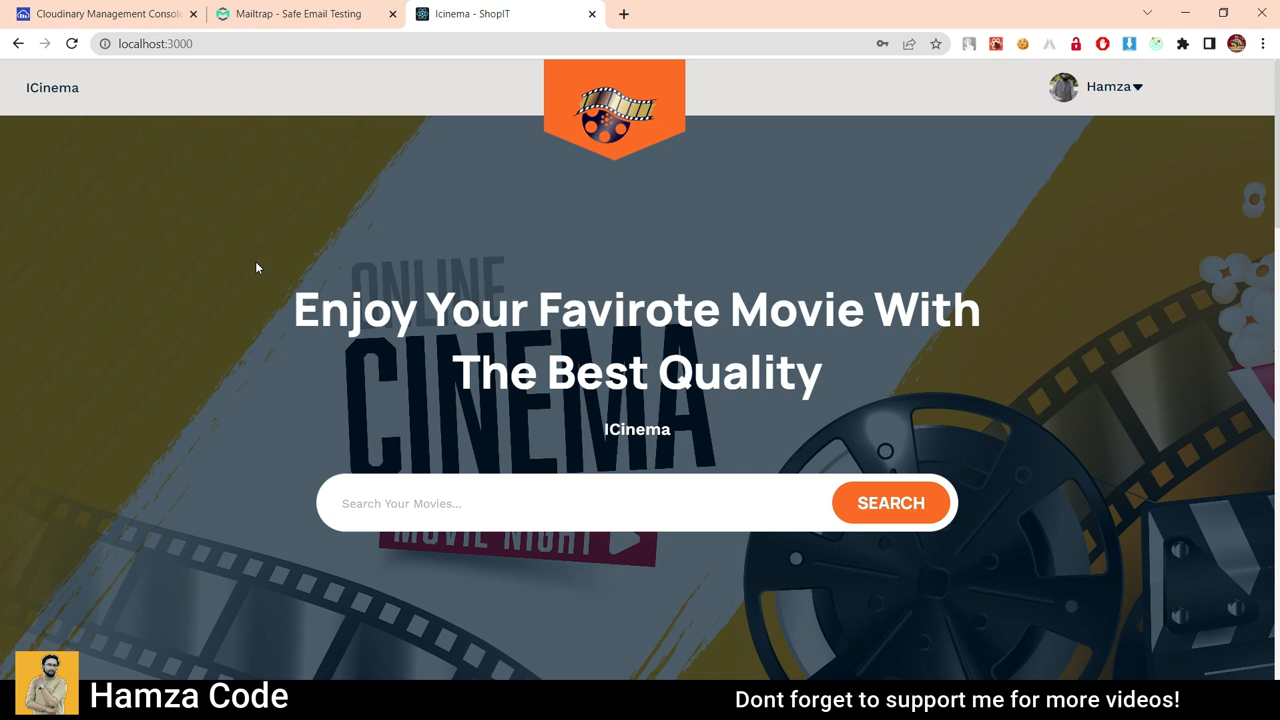 Cloudinary Management Console
Mailtrap - Safe Email Testing
Icinema - ShopIT
localhost:3000
ICinema
Hamza
ONLINE
CINEMA
MOVIE NIGHT
Enjoy Your Favirote Movie With
The Best Quality
ICinema
Search Your Movies...
SEARCH
Hamza Code
Dont forget to support me for more videos!